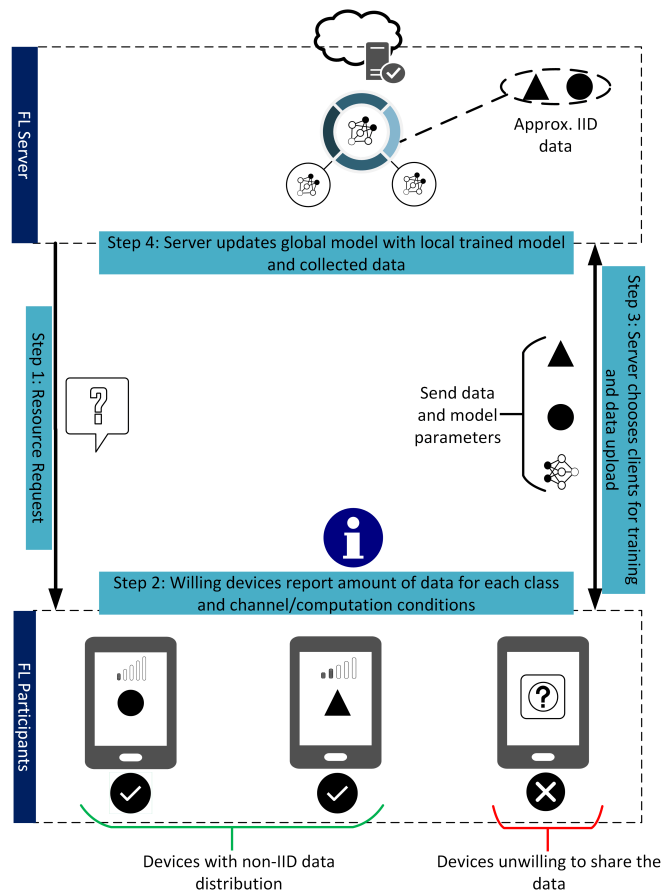 FL Server
Approx. IID
data
Step 4: Server updates global model with local trained model
and collected data
Step 1: Resource Request
?
Send data
and model
parameters
Step 3: Server chooses clients for training
and data upload
i
Step 2: Willing devices report amount of data for each class
and channel/computation conditions
FL Participants
?
Devices with non-IID data
distribution
Devices unwilling to share the
data